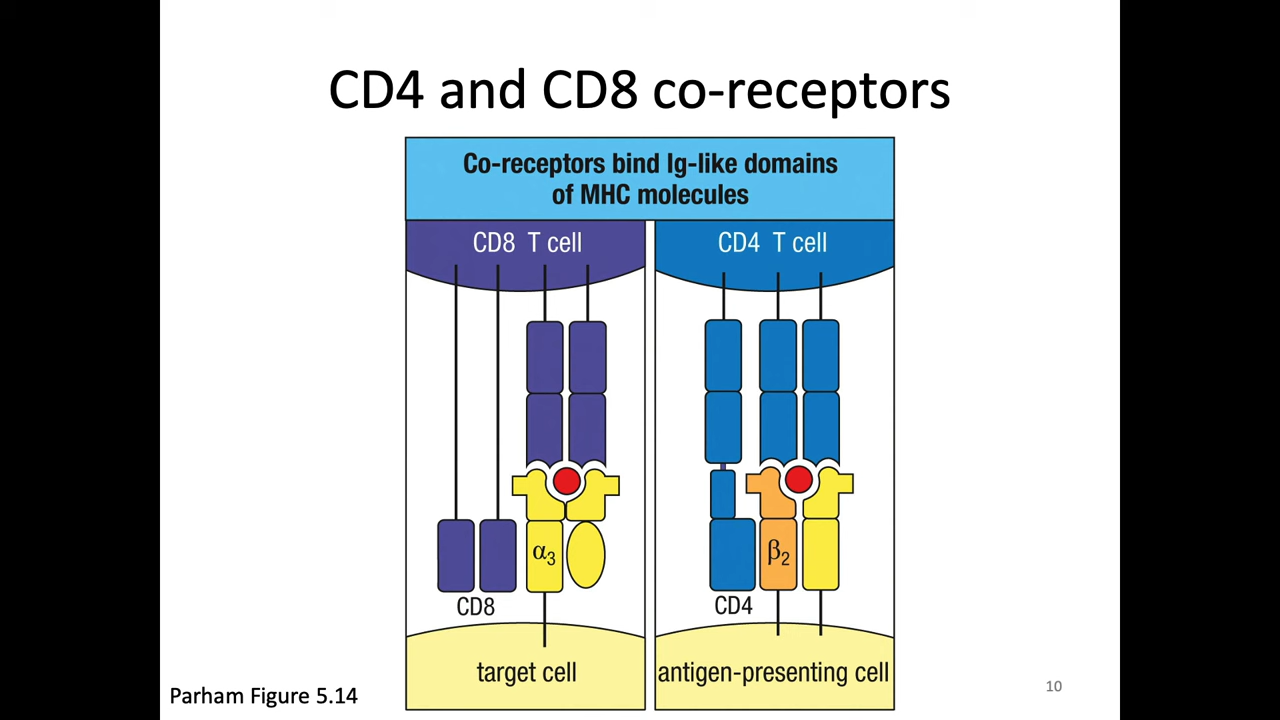 CD4 and CD8 co-receptors
Co-receptors bind Ig-like domains
of MHC molecules
CD8 T cell
CD4 T cell
α₃
β₂
CD8
CD4
target cell
antigen-presenting cell
Parham Figure 5.14
10